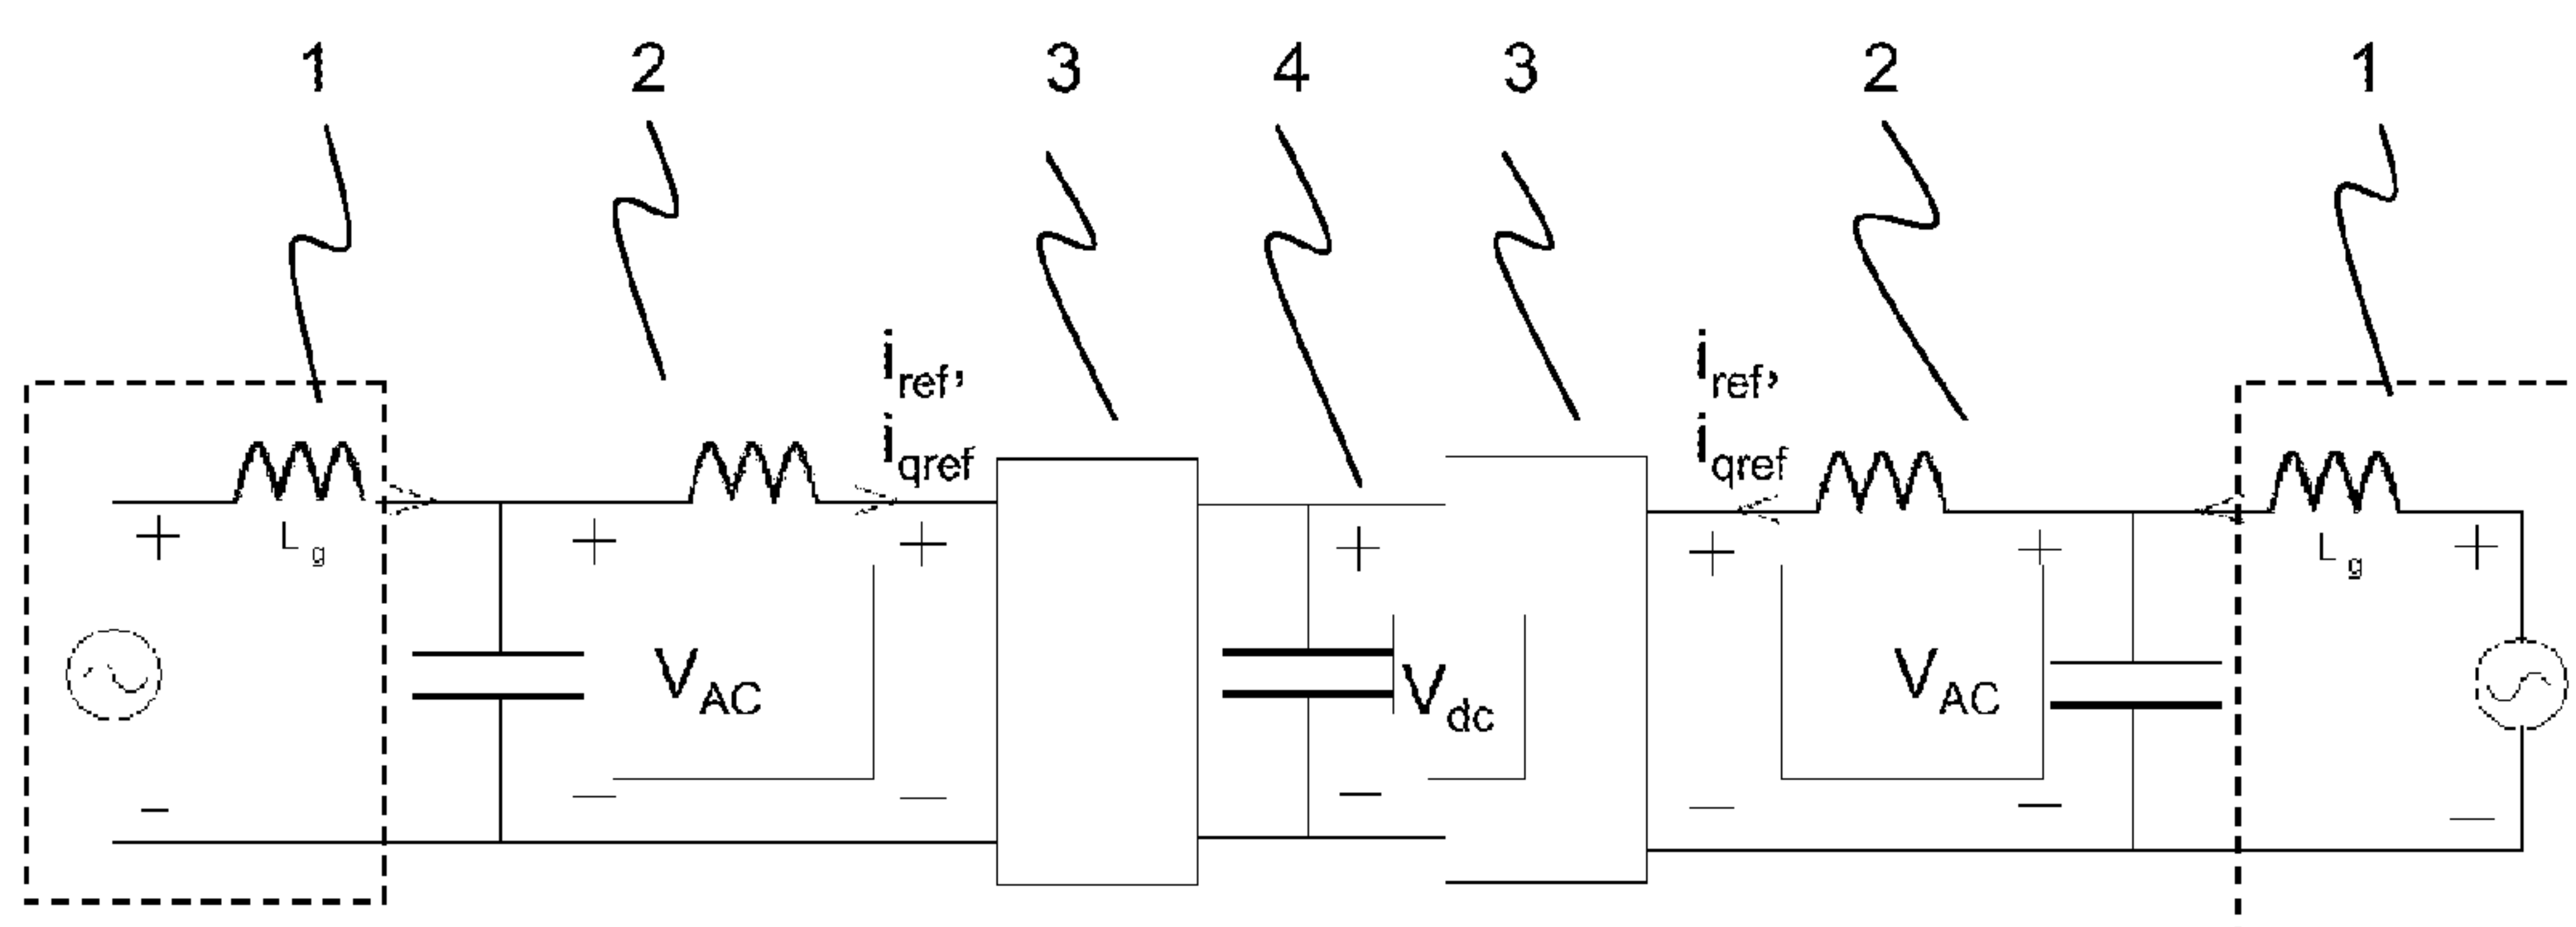 1 2 3 4 3 2 1
i_ref, i_ref,
i_qref i_qref
+ L_g + + + + + L_g +
V_AC V_dc V_AC
− − − − − − −